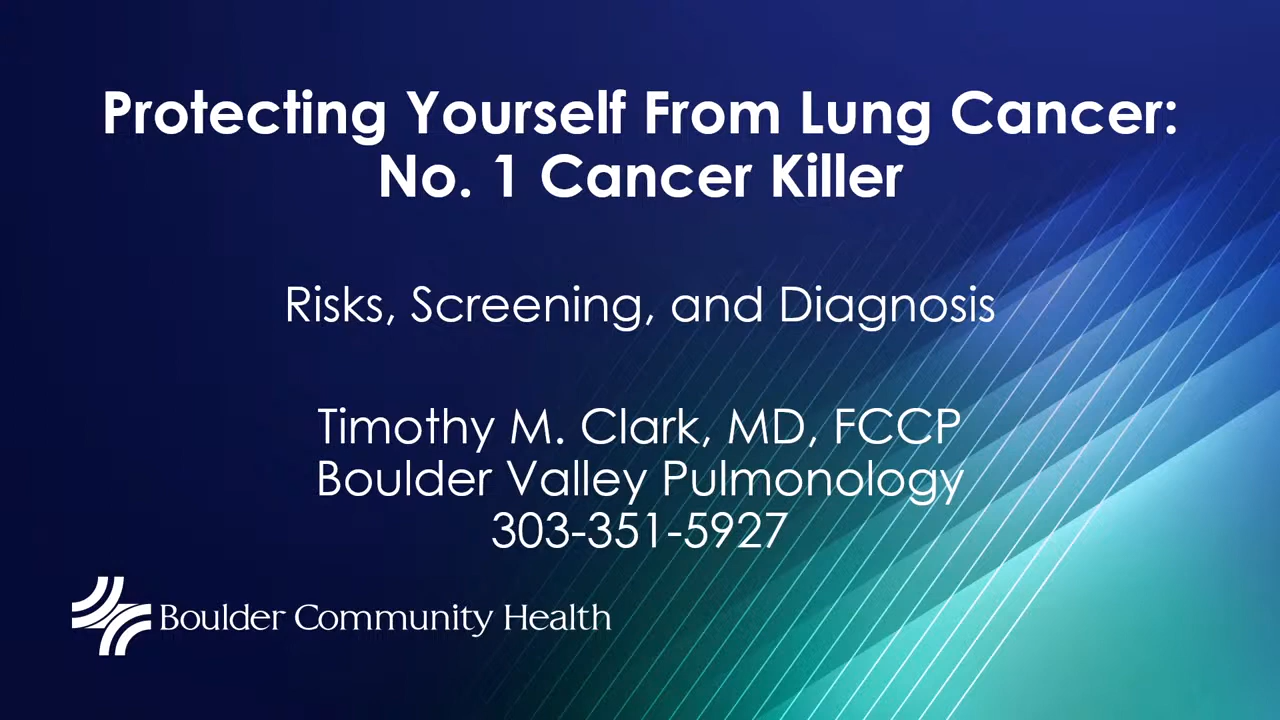 Protecting Yourself From Lung Cancer:
No. 1 Cancer Killer
Risks, Screening, and Diagnosis
Timothy M. Clark, MD, FCCP
Boulder Valley Pulmonology
303-351-5927
Boulder Community Health